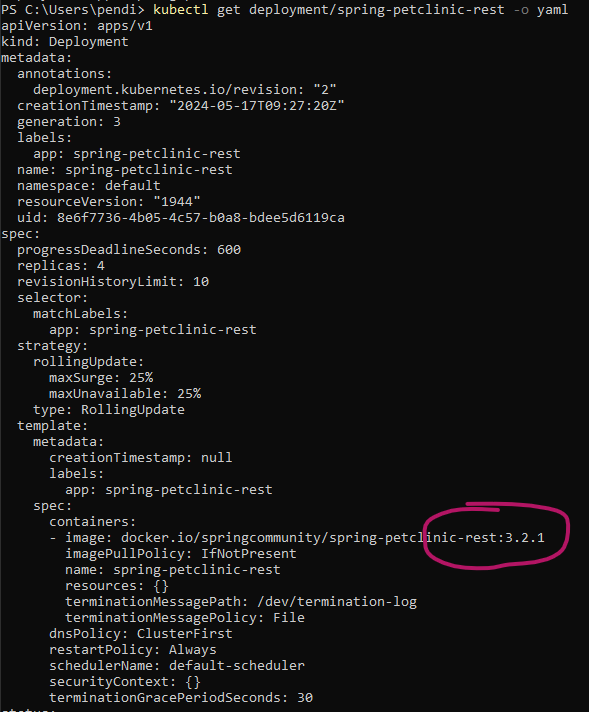 PS C:\Users\pendi> kubectl get deployment/spring-petclinic-rest -o yaml
apiVersion: apps/v1
kind: Deployment
metadata:
  annotations:
    deployment.kubernetes.io/revision: "2"
  creationTimestamp: "2024-05-17T09:27:20Z"
  generation: 3
  labels:
    app: spring-petclinic-rest
  name: spring-petclinic-rest
  namespace: default
  resourceVersion: "1944"
  uid: 8e6f7736-4b05-4c57-b0a8-bdee5d6119ca
spec:
  progressDeadlineSeconds: 600
  replicas: 4
  revisionHistoryLimit: 10
  selector:
    matchLabels:
      app: spring-petclinic-rest
  strategy:
    rollingUpdate:
      maxSurge: 25%
      maxUnavailable: 25%
    type: RollingUpdate
  template:
    metadata:
      creationTimestamp: null
      labels:
        app: spring-petclinic-rest
    spec:
      containers:
      - image: docker.io/springcommunity/spring-petclinic-rest:3.2.1
        imagePullPolicy: IfNotPresent
        name: spring-petclinic-rest
        resources: {}
        terminationMessagePath: /dev/termination-log
        terminationMessagePolicy: File
      dnsPolicy: ClusterFirst
      restartPolicy: Always
      schedulerName: default-scheduler
      securityContext: {}
      terminationGracePeriodSeconds: 30
status: